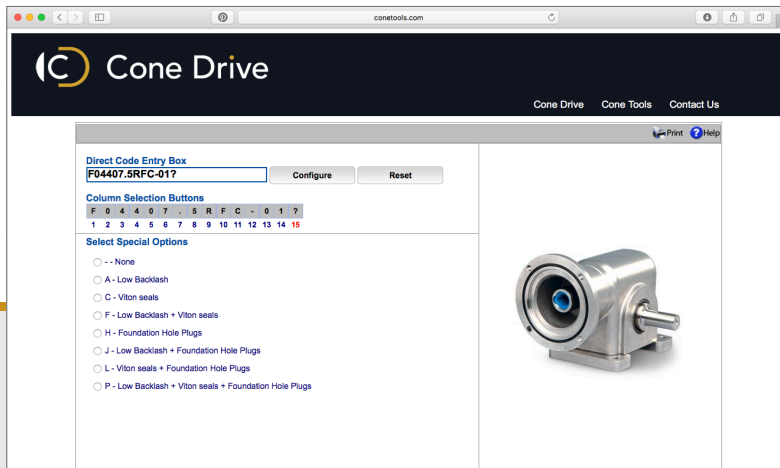 conetools.com
Cone Drive
Cone Drive Cone Tools Contact Us
Print ?Help
Direct Code Entry Box
F04407.5RFC-01? Configure Reset
Column Selection Buttons
F 0 4 4 0 7 . 5 R F C - 0 1 ?
1 2 3 4 5 6 7 8 9 10 11 12 13 14 15
Select Special Options
- - None
A - Low Backlash
C - Viton seals
F - Low Backlash + Viton seals
H - Foundation Hole Plugs
J - Low Backlash + Foundation Hole Plugs
L - Viton seals + Foundation Hole Plugs
P - Low Backlash + Viton seals + Foundation Hole Plugs